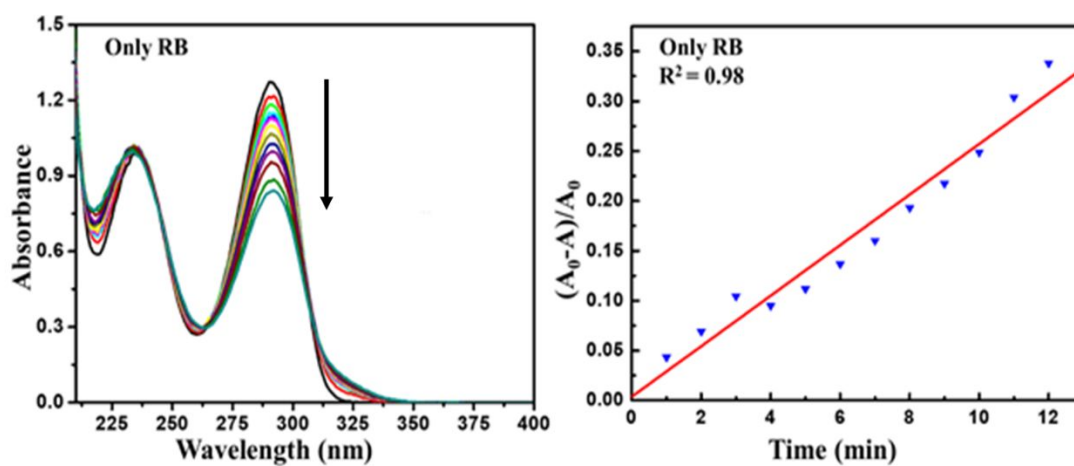 Only RB
1.5
1.2
0.9
0.6
0.3
0.0
Absorbance
225 250 275 300 325 350 375 400
Wavelength (nm)
Only RB
R² = 0.98
0.35
0.30
0.25
0.20
0.15
0.10
0.05
0.00
(A₀-A)/A₀
0 2 4 6 8 10 12
Time (min)